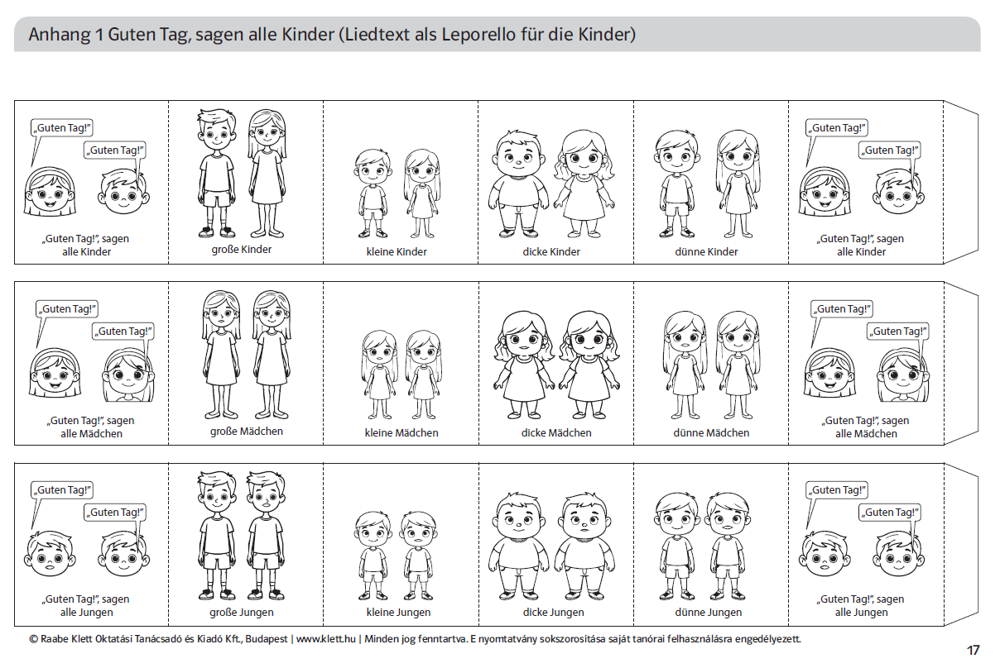 Anhang 1 Guten Tag, sagen alle Kinder (Liedtext als Leporello für die Kinder)
„Guten Tag!”
„Guten Tag!”
„Guten Tag!”, sagen
alle Kinder
große Kinder
kleine Kinder
dicke Kinder
dünne Kinder
„Guten Tag!”
„Guten Tag!”
„Guten Tag!”, sagen
alle Kinder
„Guten Tag!”
„Guten Tag!”
„Guten Tag!”, sagen
alle Mädchen
große Mädchen
kleine Mädchen
dicke Mädchen
dünne Mädchen
„Guten Tag!”
„Guten Tag!”
„Guten Tag!”, sagen
alle Mädchen
„Guten Tag!”
„Guten Tag!”
„Guten Tag!”, sagen
alle Jungen
große Jungen
kleine Jungen
dicke Jungen
dünne Jungen
„Guten Tag!”
„Guten Tag!”
„Guten Tag!”, sagen
alle Jungen
© Raabe Klett Oktatási Tanácsadó és Kiadó Kft., Budapest | www.klett.hu | Minden jog fenntartva. E nyomtatvány sokszorosítása saját tanórai felhasználásra engedélyezett.
17